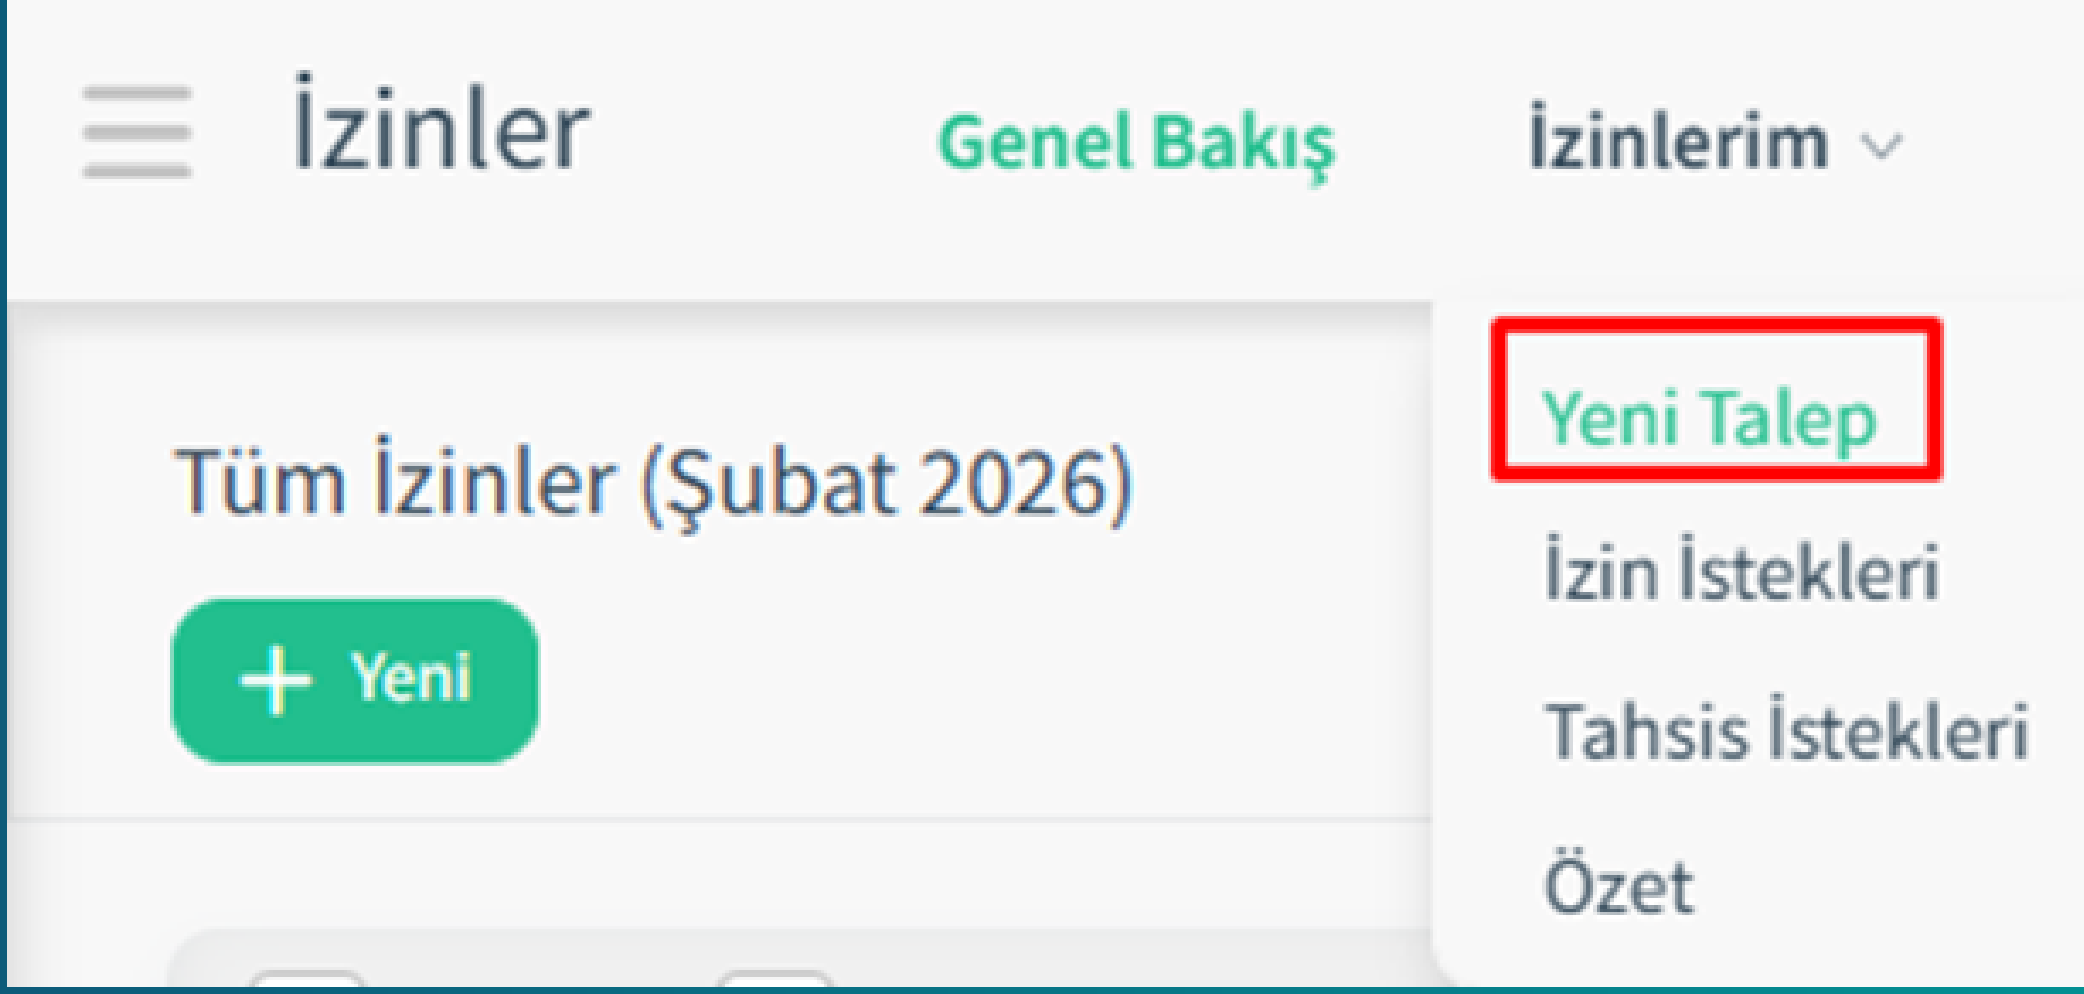 İzinler
Genel Bakış
İzinlerim
Yeni Talep
İzin İstekleri
Tahsis İstekleri
Özet
Tüm İzinler (Şubat 2026)
+ Yeni